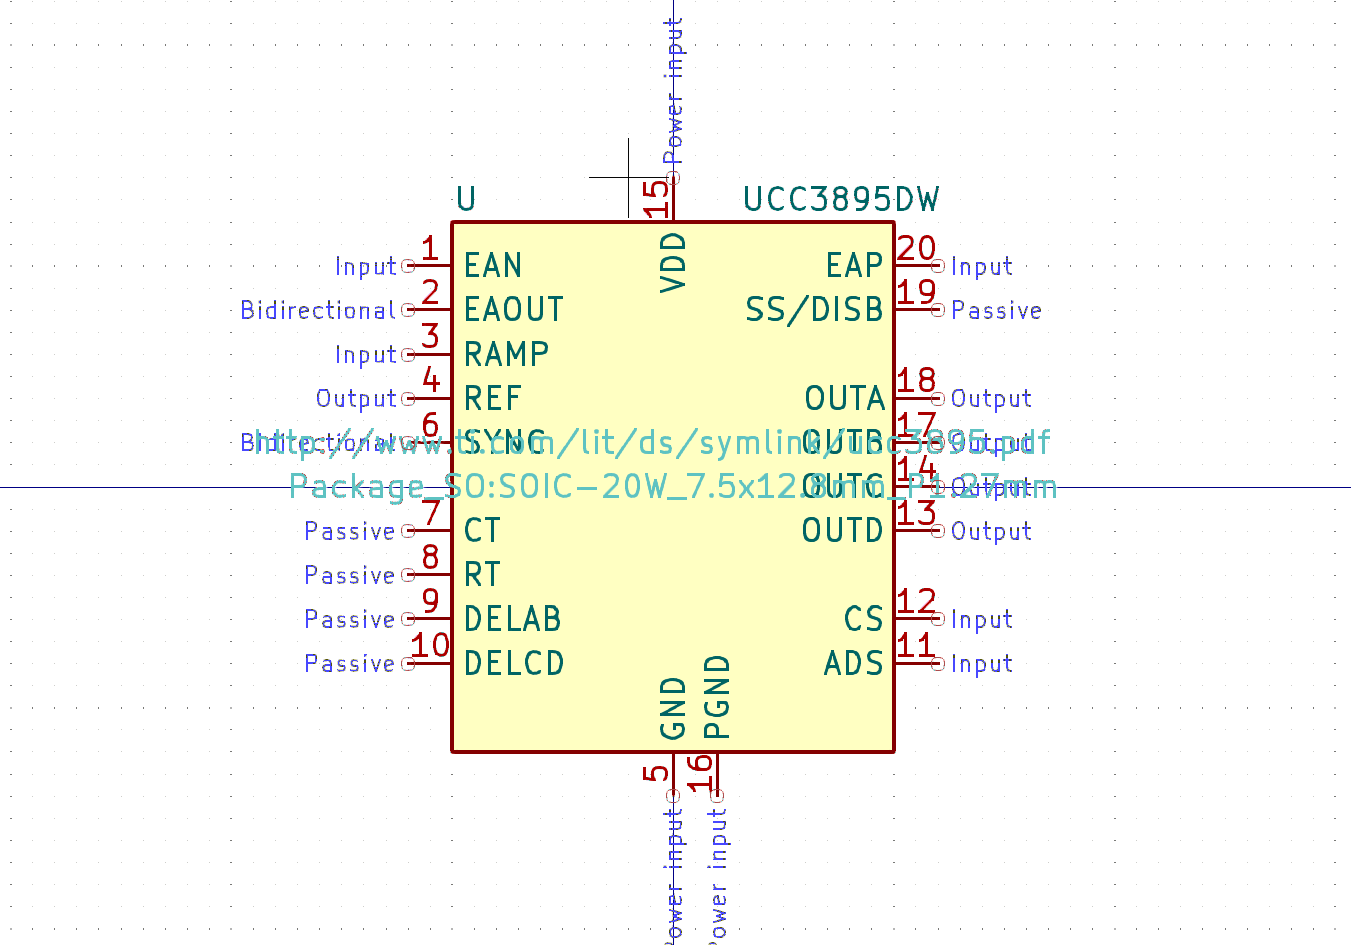 Power input
15
U UCC3895DW
VDD
Input 1 EAN EAP 20 Input
Bidirectional 2 EAOUT SS/DISB 19 Passive
Input 3 RAMP
Output 4 REF OUTA 18 Output
Bidirectional 6 SYNC OUTB 17 Output
http://www.ti.com/lit/ds/symlink/ucc3895.pdf
OUTC 14 Output
Package_SO:SOIC-20W_7.5x12.8mm_P1.27mm
Passive 7 CT OUTD 13 Output
Passive 8 RT
Passive 9 DELAB CS 12 Input
Passive 10 DELCD ADS 11 Input
GND PGND
5 16
Power input Power input